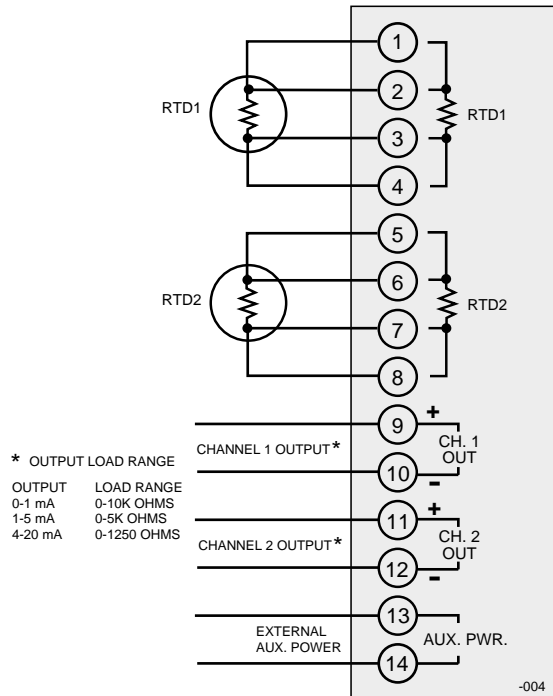 1
2
RTD1
RTD1
3
4
5
6
RTD2
RTD2
7
8
9
+
CH. 1
OUT
CHANNEL 1 OUTPUT*
10
-
* OUTPUT LOAD RANGE
OUTPUT LOAD RANGE
0-1 mA 0-10K OHMS
1-5 mA 0-5K OHMS
4-20 mA 0-1250 OHMS
11
+
CH. 2
OUT
CHANNEL 2 OUTPUT*
12
-
13
EXTERNAL
AUX. POWER
AUX. PWR.
14
-004